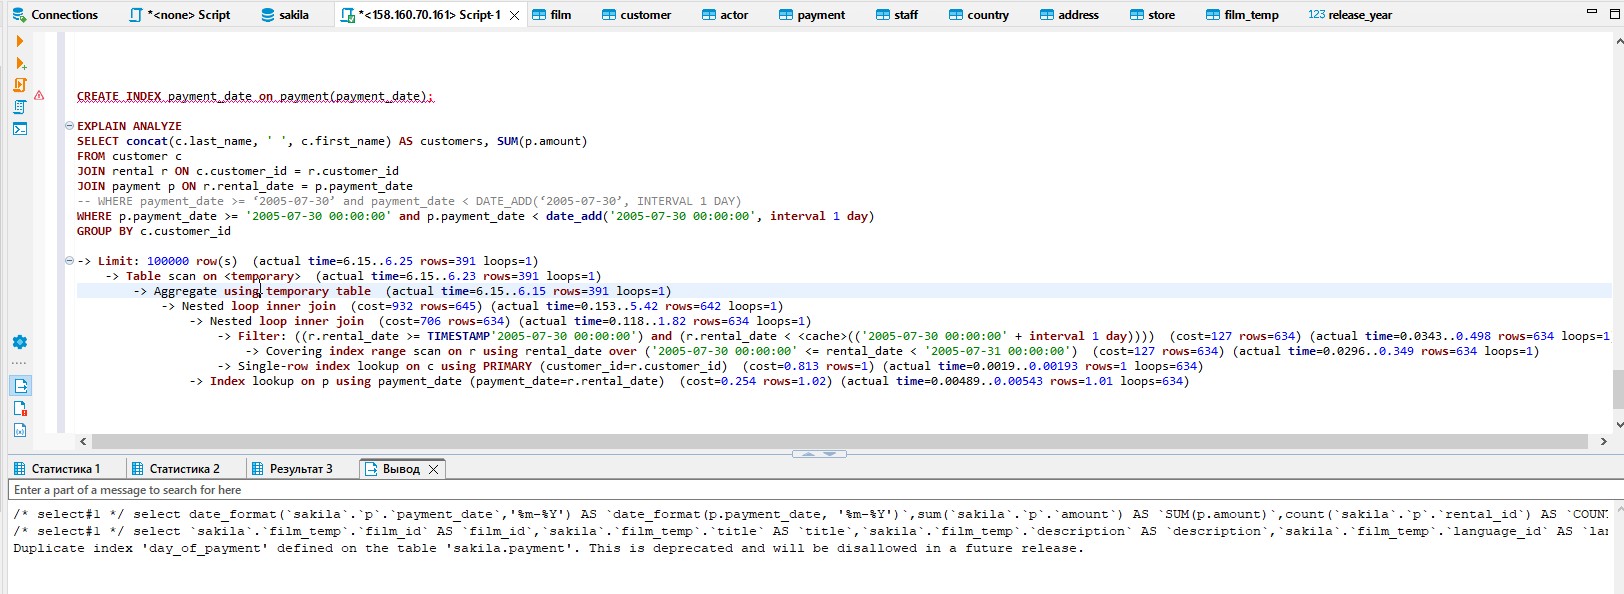 Connections *<none> Script sakila *<158.160.70.161> Script-1 film customer actor payment staff country address store film_temp 123 release_year
CREATE INDEX payment_date on payment(payment_date);
EXPLAIN ANALYZE
SELECT concat(c.last_name, ' ', c.first_name) AS customers, SUM(p.amount)
FROM customer c
JOIN rental r ON c.customer_id = r.customer_id
JOIN payment p ON r.rental_date = p.payment_date
-- WHERE payment_date >= ‘2005-07-30’ and payment_date < DATE_ADD(‘2005-07-30’, INTERVAL 1 DAY)
WHERE p.payment_date >= '2005-07-30 00:00:00' and p.payment_date < date_add('2005-07-30 00:00:00', interval 1 day)
GROUP BY c.customer_id
-> Limit: 100000 row(s)  (actual time=6.15..6.25 rows=391 loops=1)
-> Table scan on <temporary>  (actual time=6.15..6.23 rows=391 loops=1)
-> Aggregate using temporary table  (actual time=6.15..6.15 rows=391 loops=1)
-> Nested loop inner join  (cost=932 rows=645) (actual time=0.153..5.42 rows=642 loops=1)
-> Nested loop inner join  (cost=706 rows=634) (actual time=0.118..1.82 rows=634 loops=1)
-> Filter: ((r.rental_date >= TIMESTAMP'2005-07-30 00:00:00') and (r.rental_date < <cache>(('2005-07-30 00:00:00' + interval 1 day))))  (cost=127 rows=634) (actual time=0.0343..0.498 rows=634 loops=1
-> Covering index range scan on r using rental_date over ('2005-07-30 00:00:00' <= rental_date < '2005-07-31 00:00:00')  (cost=127 rows=634) (actual time=0.0296..0.349 rows=634 loops=1)
-> Single-row index lookup on c using PRIMARY (customer_id=r.customer_id)  (cost=0.813 rows=1) (actual time=0.0019..0.00193 rows=1 loops=634)
-> Index lookup on p using payment_date (payment_date=r.rental_date)  (cost=0.254 rows=1.02) (actual time=0.00489..0.00543 rows=1.01 loops=634)
Статистика 1 Статистика 2 Результат 3 Вывод
Enter a part of a message to search for here
/* select#1 */ select date_format(`sakila`.`p`.`payment_date`,'%m-%Y') AS `date_format(p.payment_date, '%m-%Y')`,sum(`sakila`.`p`.`amount`) AS `SUM(p.amount)`,count(`sakila`.`p`.`rental_id`) AS `COUN
/* select#1 */ select `sakila`.`film_temp`.`film_id` AS `film_id`,`sakila`.`film_temp`.`title` AS `title`,`sakila`.`film_temp`.`description` AS `description`,`sakila`.`film_temp`.`language_id` AS `lan
Duplicate index 'day_of_payment' defined on the table 'sakila.payment'. This is deprecated and will be disallowed in a future release.